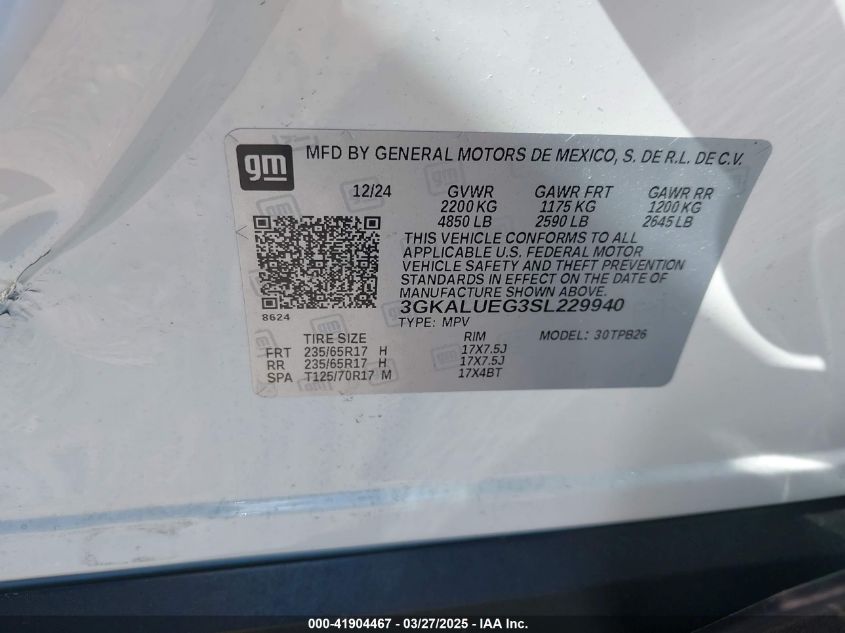 gm MFD BY GENERAL MOTORS DE MEXICO, S. DE R.L. DE C.V.
12/24 GVWR GAWR FRT GAWR RR
2200 KG 1175 KG 1200 KG
4850 LB 2590 LB 2645 LB
THIS VEHICLE CONFORMS TO ALL
APPLICABLE U.S. FEDERAL MOTOR
VEHICLE SAFETY AND THEFT PREVENTION
STANDARDS IN EFFECT ON THE DATE OF
MANUFACTURE SHOWN ABOVE.
8624 3GKALUEG3SL229940
TYPE: MPV
TIRE SIZE RIM MODEL: 30TPB26
FRT 235/65R17 H 17X7.5J
RR 235/65R17 H 17X7.5J
SPA T125/70R17 M 17X4BT
000-41904467 — 03/27/2025 — IAA Inc.